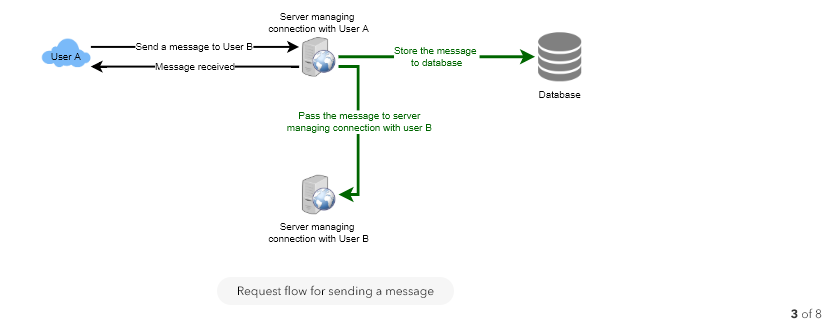 Server managing
connection with User A
User A
Send a message to User B
Message received
Store the message
to database
Database
Pass the message to server
managing connection with user B
Server managing
connection with User B
Request flow for sending a message
3 of 8